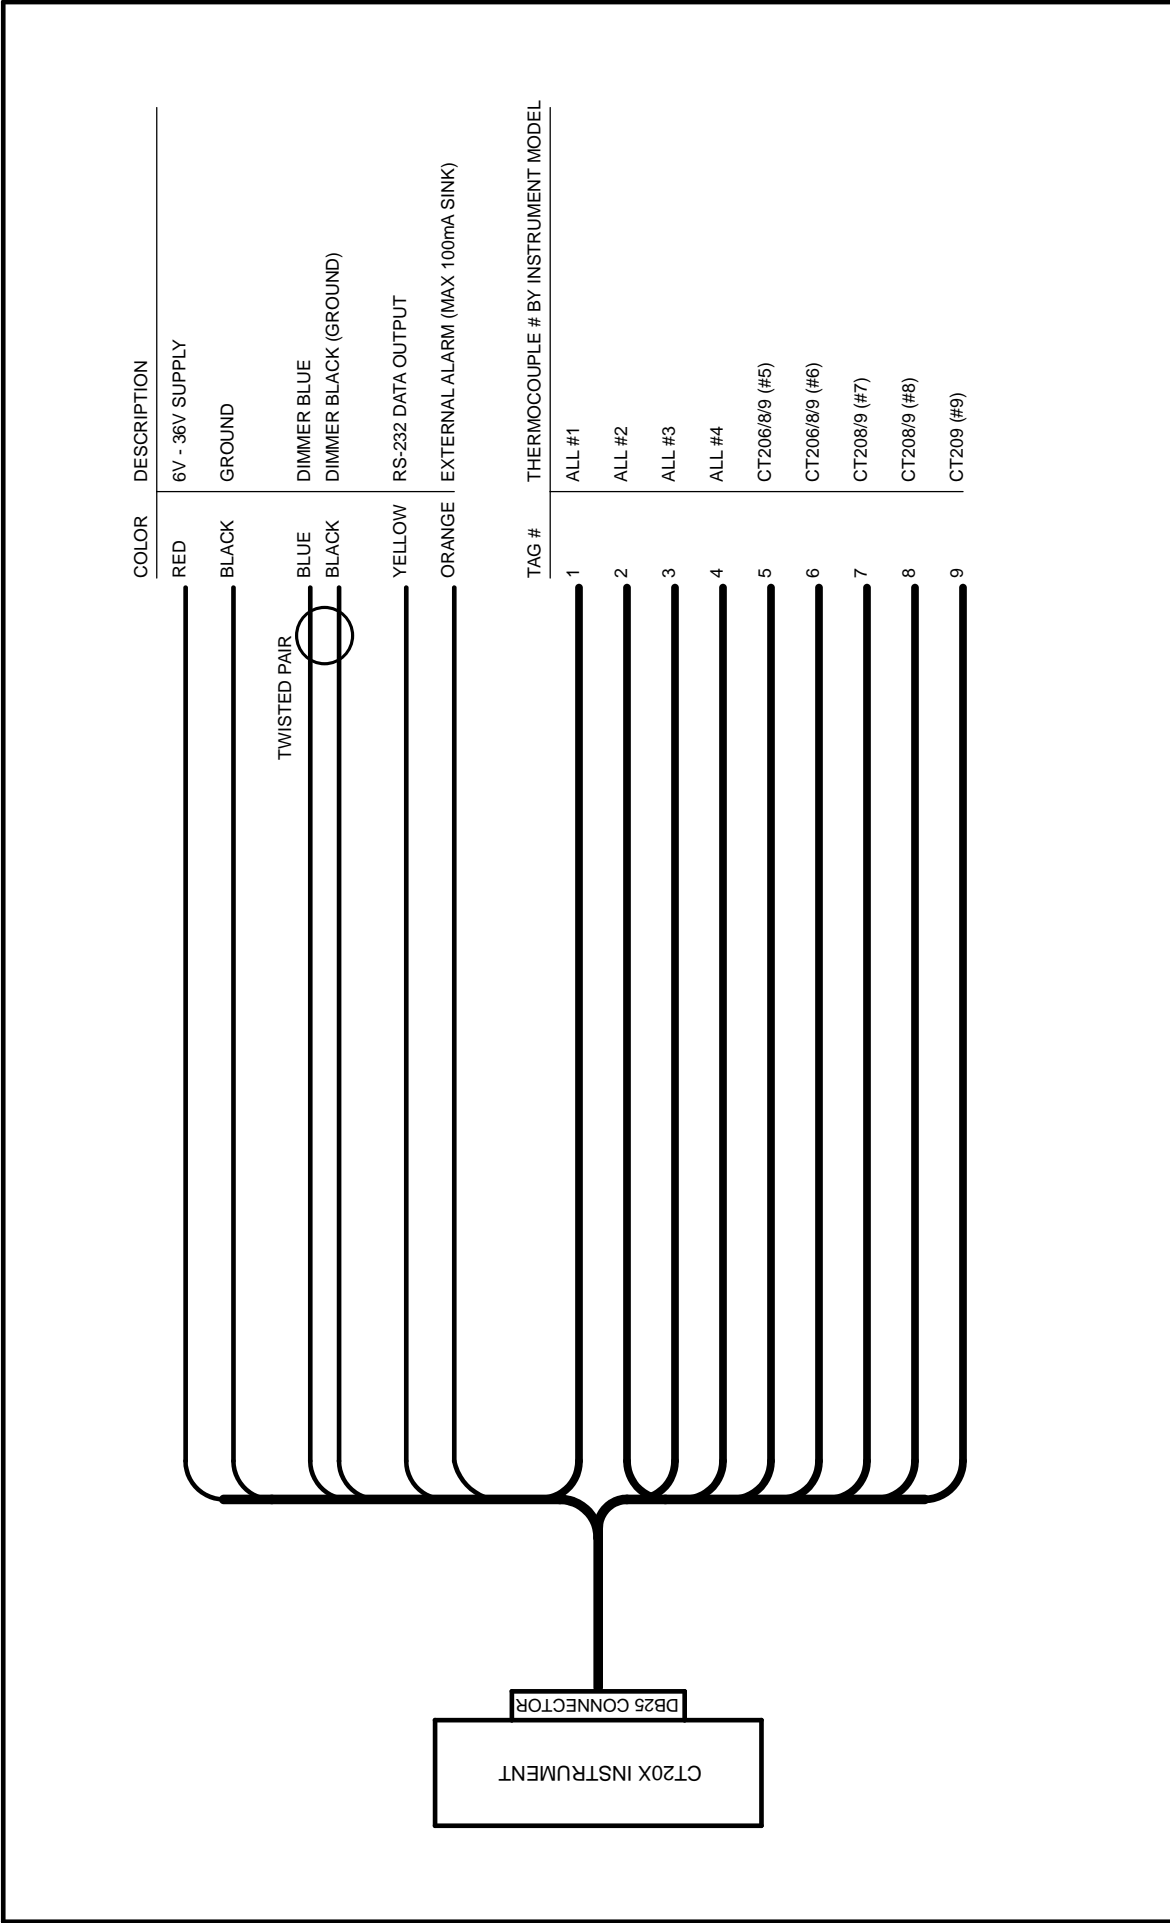 COLOR DESCRIPTION
RED 6V - 36V SUPPLY
BLACK GROUND
TWISTED PAIR
BLUE DIMMER BLUE
BLACK DIMMER BLACK (GROUND)
YELLOW RS-232 DATA OUTPUT
ORANGE EXTERNAL ALARM (MAX 100mA SINK)
TAG # THERMOCOUPLE # BY INSTRUMENT MODEL
1 ALL #1
2 ALL #2
3 ALL #3
4 ALL #4
5 CT206/8/9 (#5)
6 CT206/8/9 (#6)
7 CT208/9 (#7)
8 CT208/9 (#8)
9 CT209 (#9)
DB25 CONNECTOR
CT20X INSTRUMENT